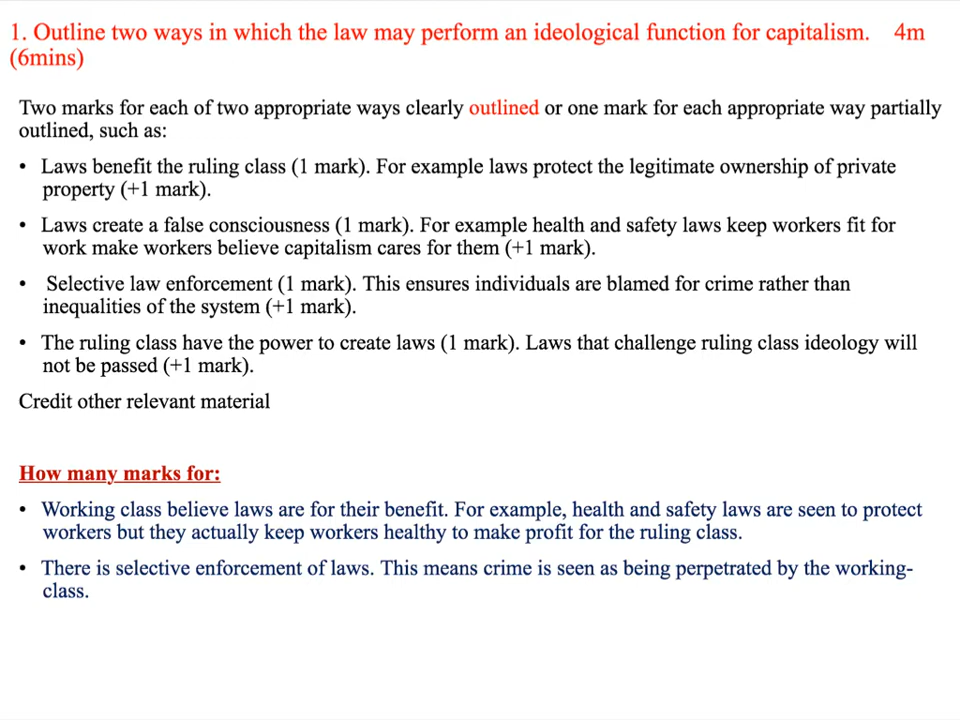 1. Outline two ways in which the law may perform an ideological function for capitalism. 4m
(6mins)
Two marks for each of two appropriate ways clearly outlined or one mark for each appropriate way partially
outlined, such as:
• Laws benefit the ruling class (1 mark). For example laws protect the legitimate ownership of private
property (+1 mark).
• Laws create a false consciousness (1 mark). For example health and safety laws keep workers fit for
work make workers believe capitalism cares for them (+1 mark).
• Selective law enforcement (1 mark). This ensures individuals are blamed for crime rather than
inequalities of the system (+1 mark).
• The ruling class have the power to create laws (1 mark). Laws that challenge ruling class ideology will
not be passed (+1 mark).
Credit other relevant material
How many marks for:
• Working class believe laws are for their benefit. For example, health and safety laws are seen to protect
workers but they actually keep workers healthy to make profit for the ruling class.
• There is selective enforcement of laws. This means crime is seen as being perpetrated by the working-
class.